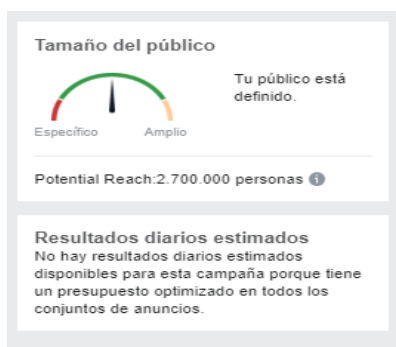 Tamaño del público
Tu público está
definido.
Específico Amplio
Potential Reach:2.700.000 personas
Resultados diarios estimados
No hay resultados diarios estimados
disponibles para esta campaña porque tiene
un presupuesto optimizado en todos los
conjuntos de anuncios.